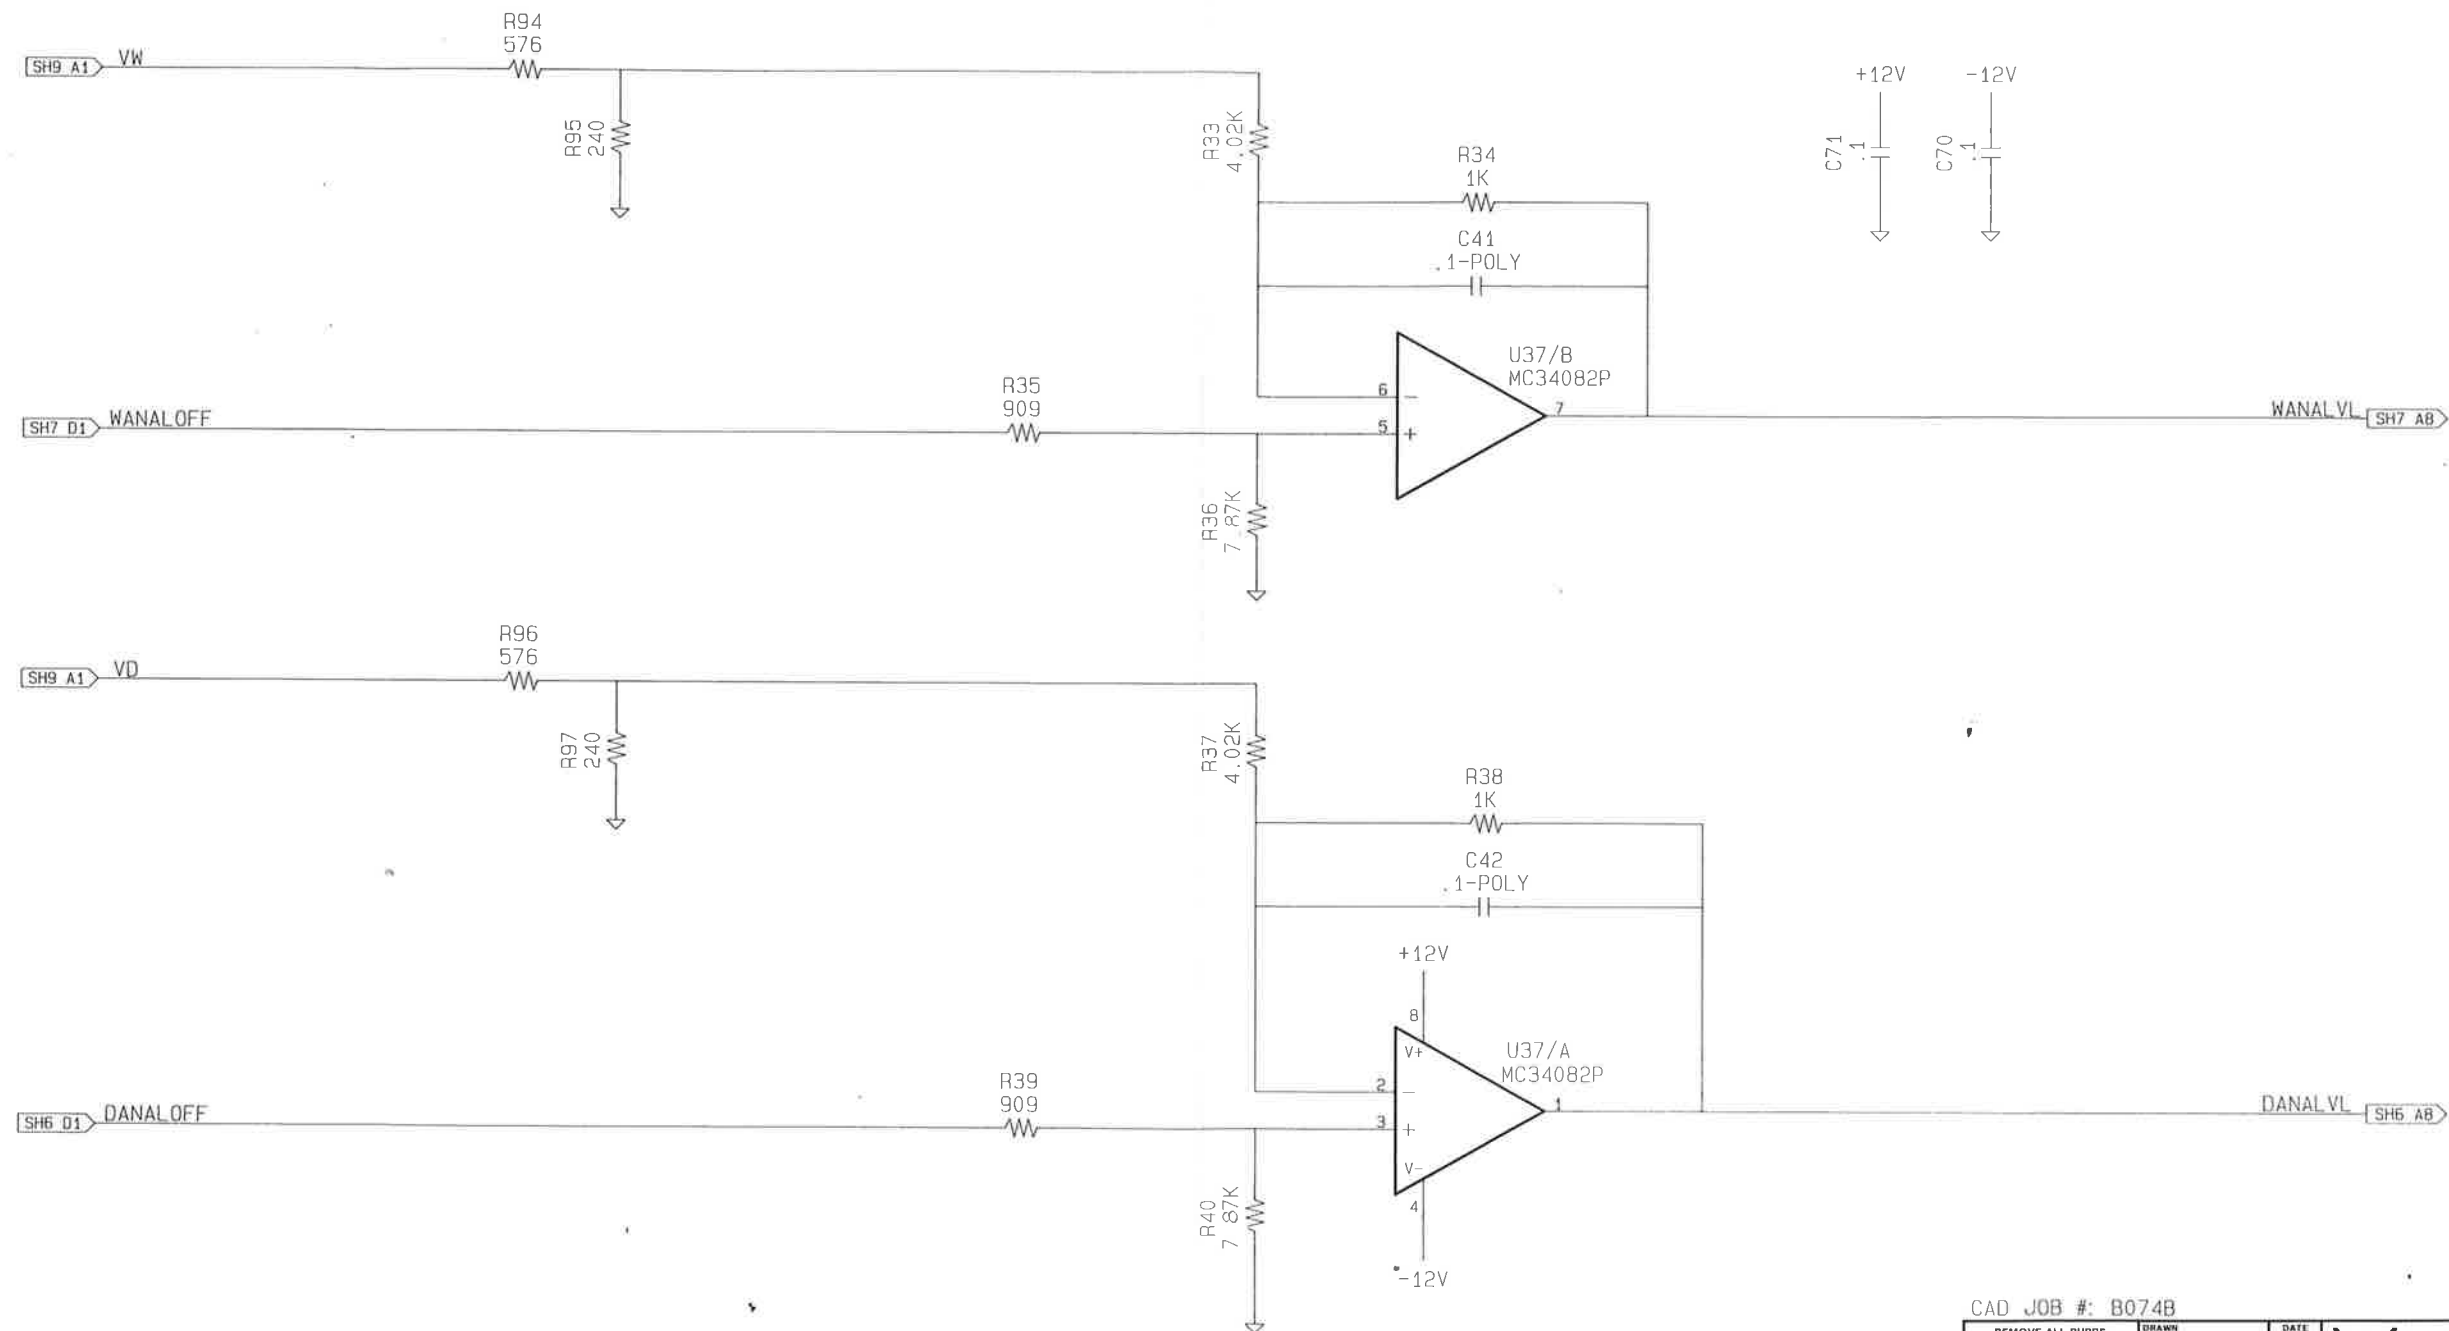 R94
576
SH9 A1 VW
R95
240
R33
4.02K
+12V -12V
C71
.1
C70
.1
R34
1K
C41
.1-POLY
U37/B
MC34082P
6 -
5 +
7
R35
909
SH7 D1 WANALOFF
WANALVL SH7 A8
R36
7.87K
R96
576
SH9 A1 VD
R97
240
R37
4.02K
R38
1K
C42
.1-POLY
+12V
8
V+
U37/A
MC34082P
2 -
3 +
1
V-
4
-12V
R39
909
SH6 D1 DANALOFF
DANALVL SH6 A8
R40
7 87K
CAD JOB #: B074B
DRAWN
DATE